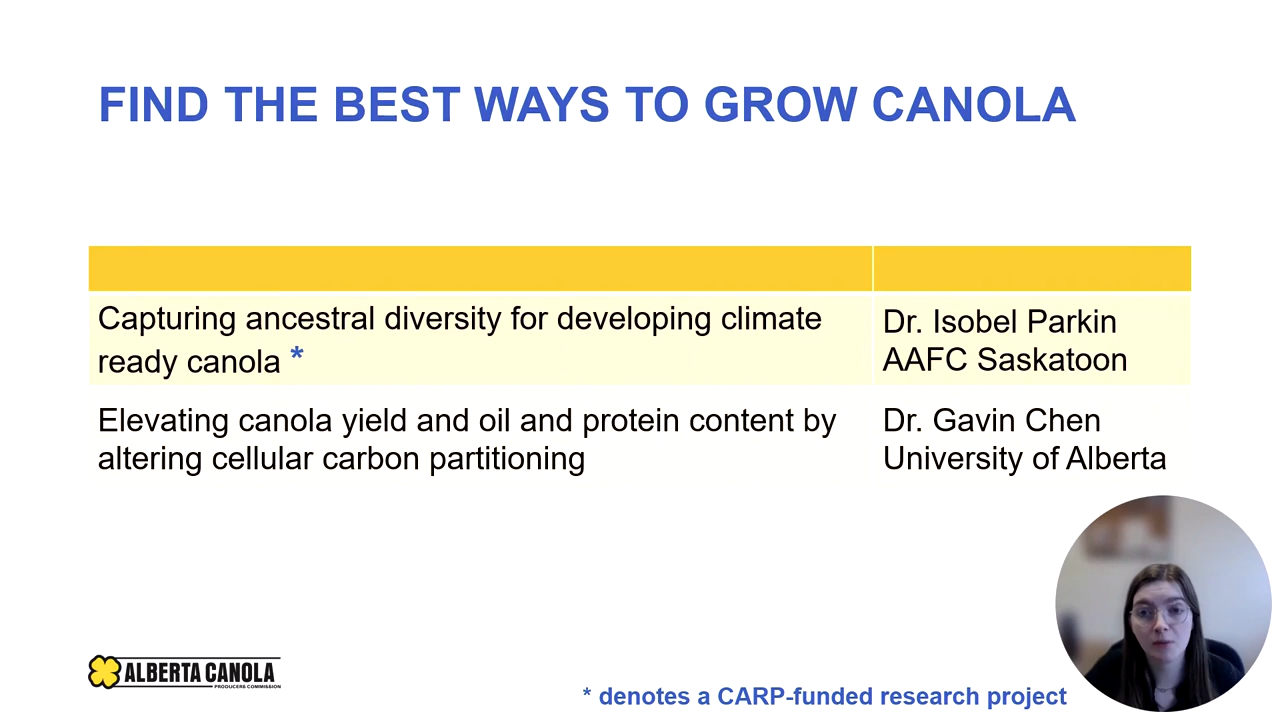 FIND THE BEST WAYS TO GROW CANOLA
Capturing ancestral diversity for developing climate
ready canola *
Dr. Isobel Parkin
AAFC Saskatoon
Elevating canola yield and oil and protein content by
altering cellular carbon partitioning
Dr. Gavin Chen
University of Alberta
ALBERTA CANOLA
PRODUCERS COMMISSION
* denotes a CARP-funded research project